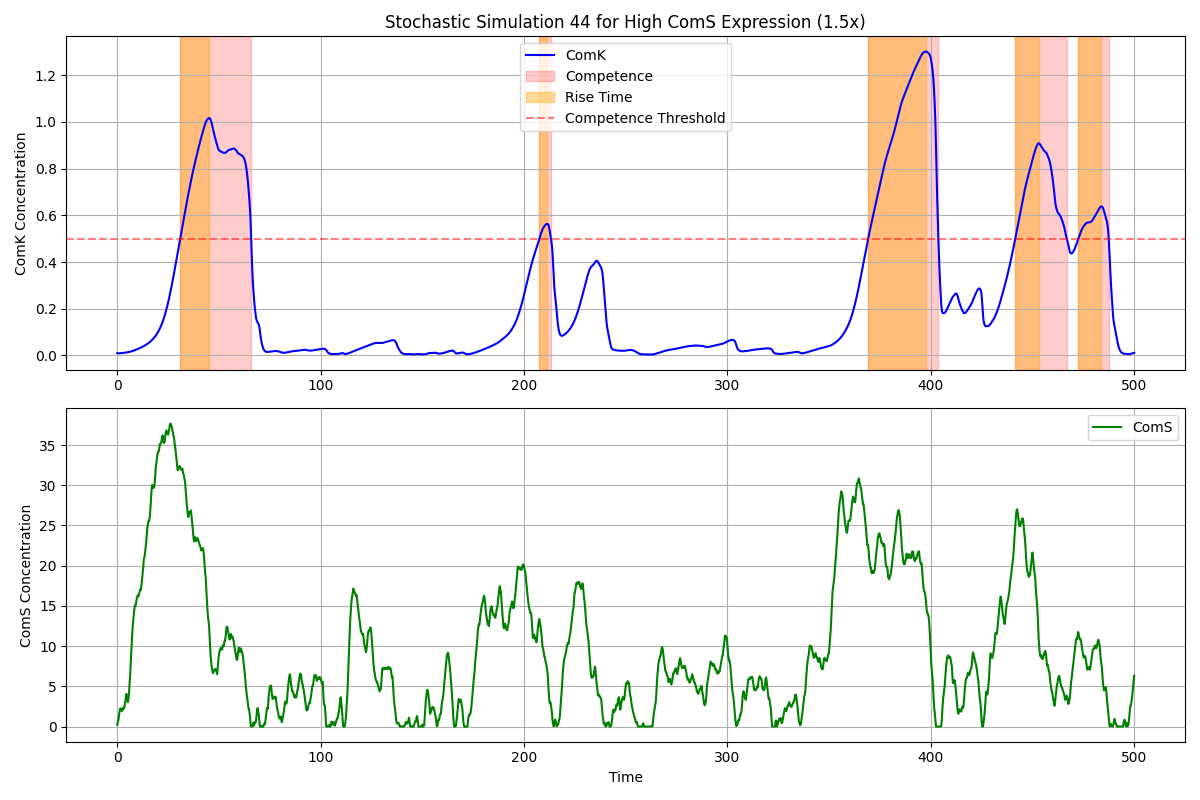 Stochastic Simulation 44 for High ComS Expression (1.5x)
ComK Concentration
1.2
1.0
0.8
0.6
0.4
0.2
0.0
ComK
Competence
Rise Time
Competence Threshold
0 100 200 300 400 500
ComS Concentration
35
30
25
20
15
10
5
0
ComS
0 100 200 300 400 500
Time